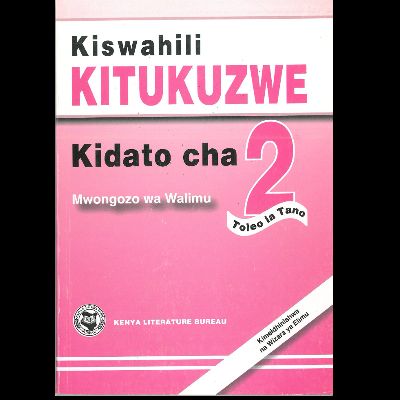 Kiswahili
KITUKUZWE
Kidato cha 2
Mwongozo wa Walimu
Toleo la Tano
KENYA LITERATURE BUREAU
Kimeidhinishwa
na Wizara ya Elimu